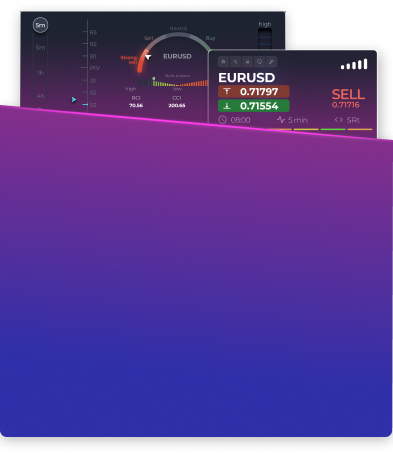 5m
5m
1h
4h
R3
R2
R1
PIV
S1
S2
S3
Neutral
Sell
Buy
Strong
sell
EURUSD
high
low
RCI
CCI
70.56
200.65
high
EURUSD
0.71797
0.71554
SELL
0.71716
08:00
5 min
SRL